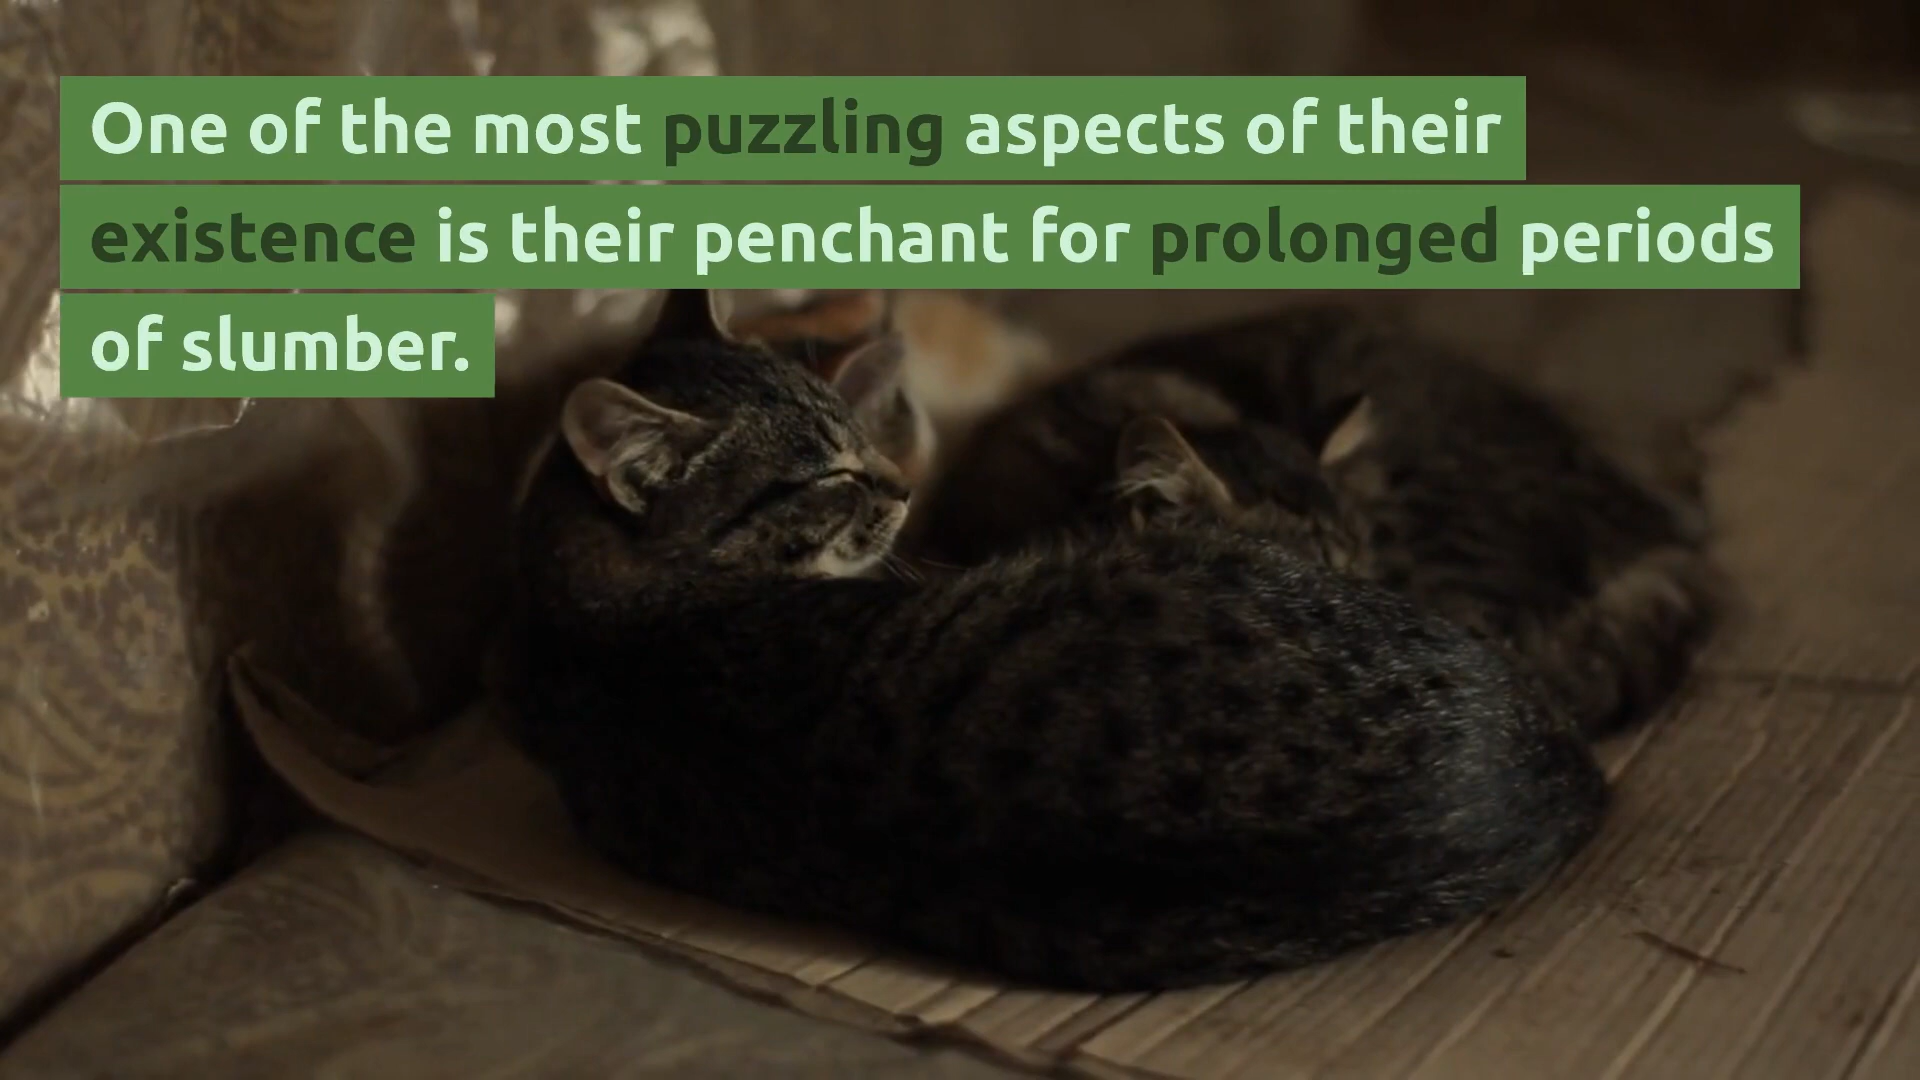 One of the most puzzling aspects of their
existence is their penchant for prolonged periods
of slumber.